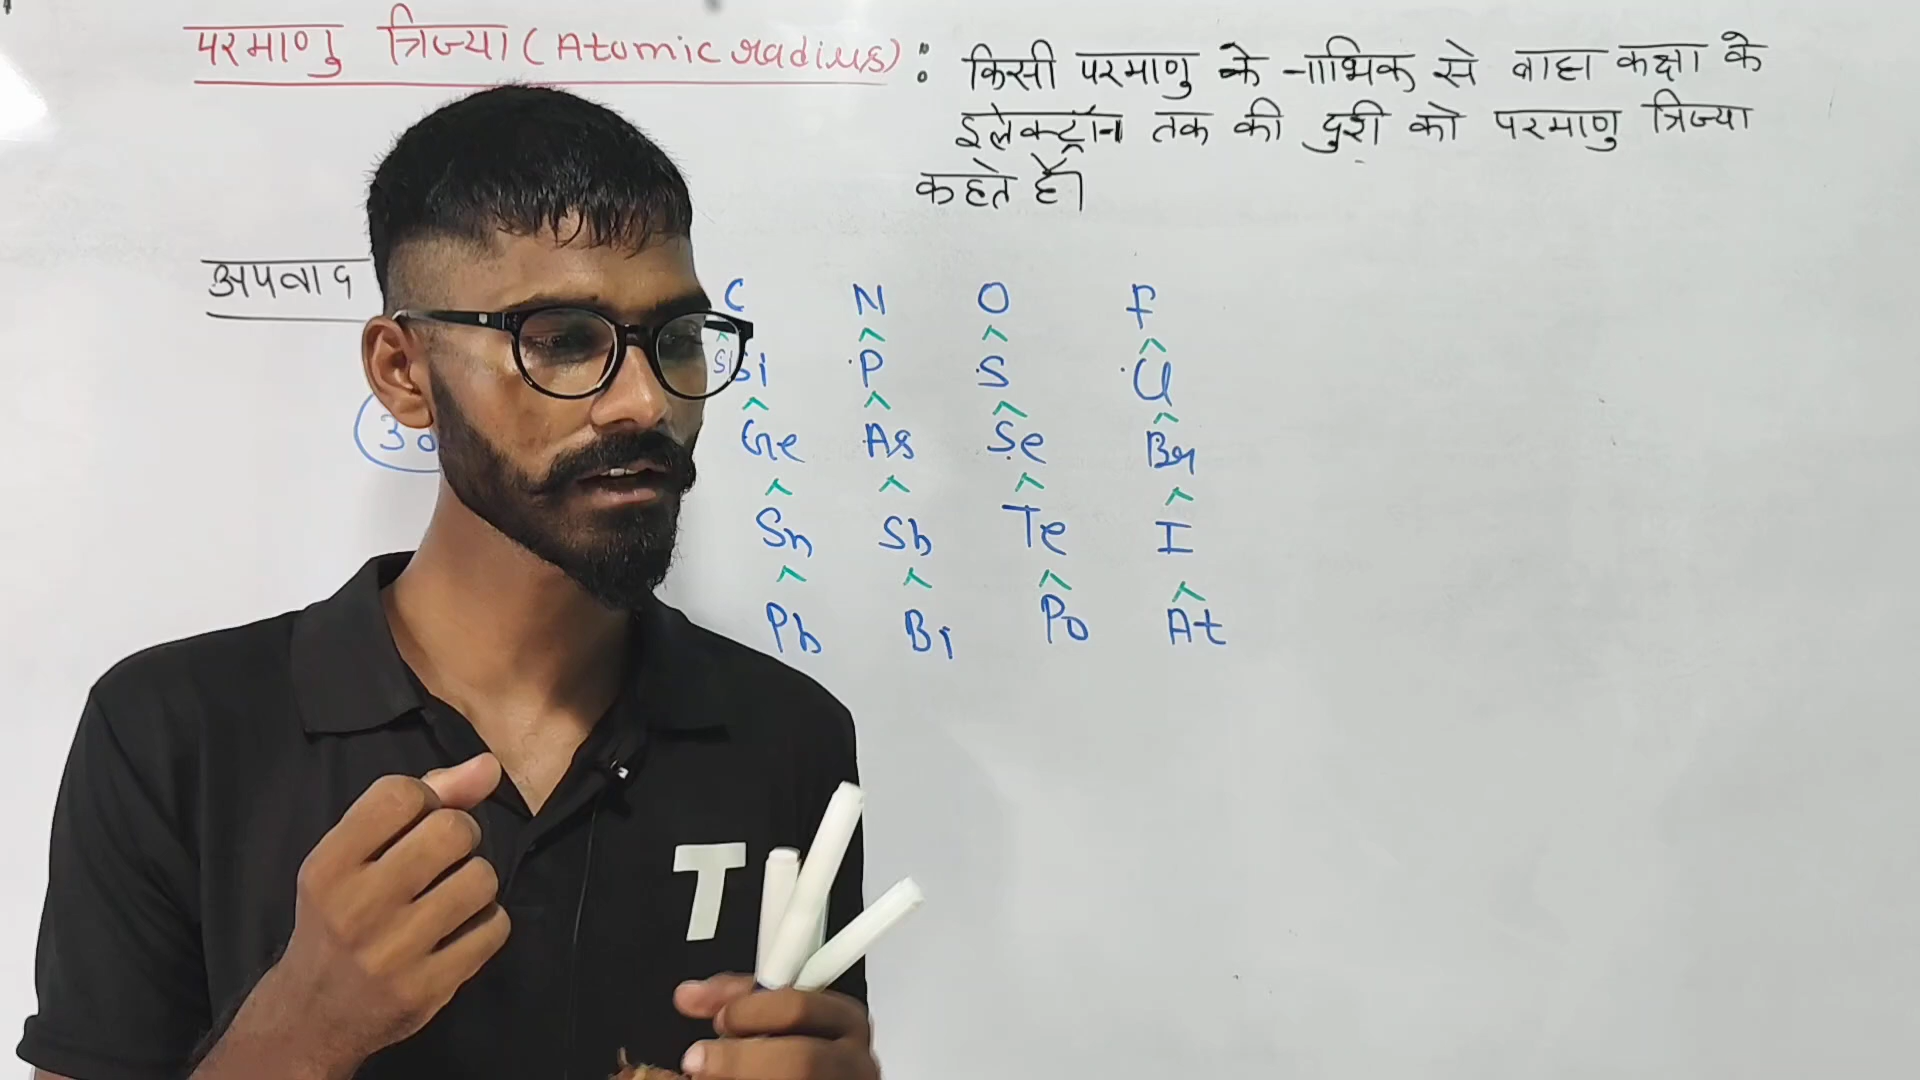 परमाणु त्रिज्या (Atomic radius) : किसी परमाणु के नाभिक से बाह्य कक्षा के
इलेक्ट्रॉन तक की दुरी को परमाणु त्रिज्या
कहते हैं।
अपवाद
C N O F
Si P S Cl
30
Ge As Se Br
Sn Sb Te I
Pb Bi Po At
T